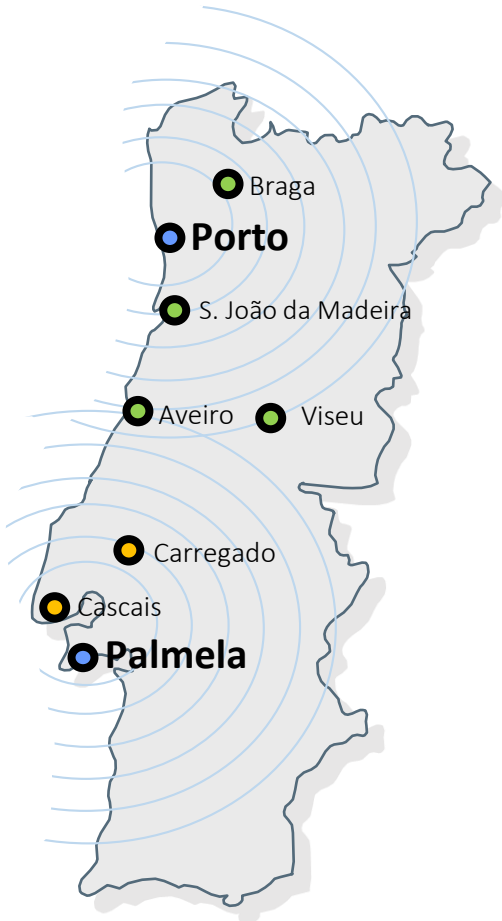 Braga
Porto
S. João da Madeira
Aveiro
Viseu
Carregado
Cascais
Palmela